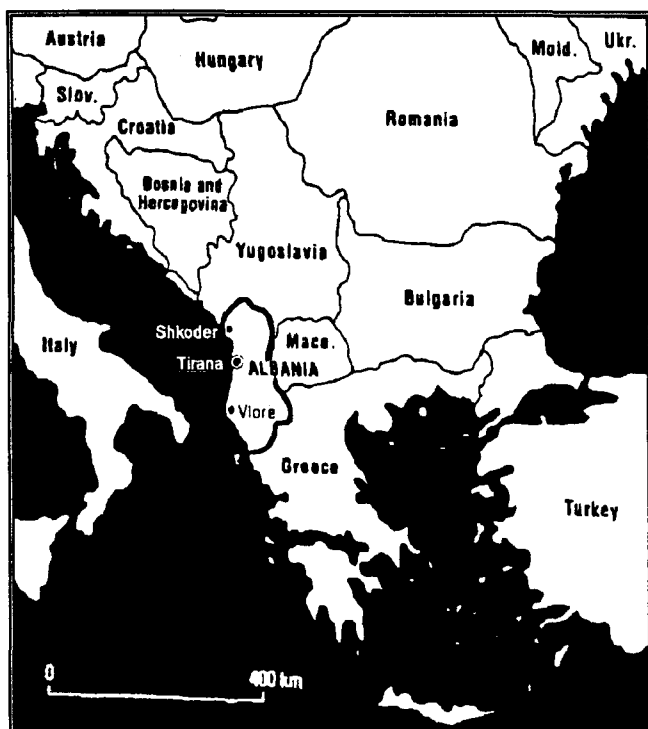 Austria
Hungary
Mold.
Ukr.
Slov.
Croatia
Romania
Bosnia and
Hercegovina
Yugoslavia
Bulgaria
Shkoder
Mace.
Italy
Tirana
ALBANIA
Vlore
Greece
Turkey
0
400 km